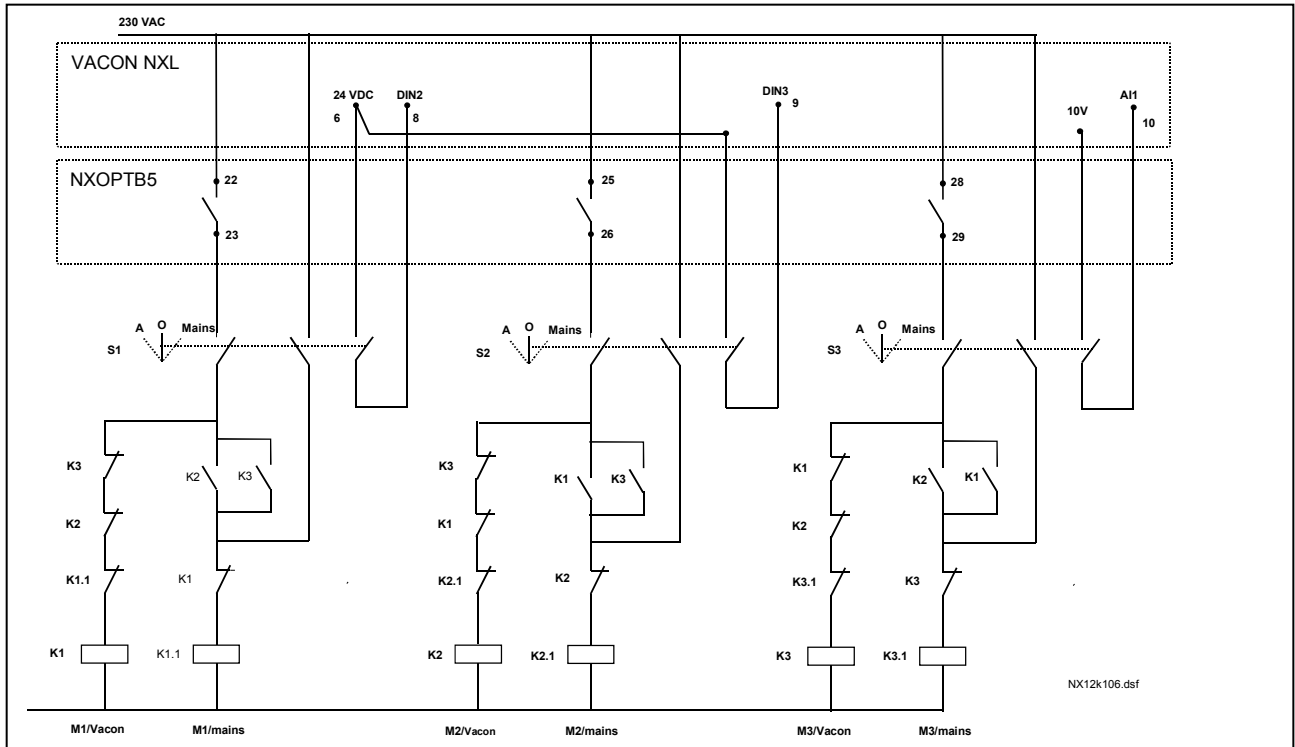 230 VAC
VACON NXL
24 VDC DIN2 DIN3 AI1
6 8 9 10V 10
NXOPTB5
22 25 28
23 26 29
A O Mains A O Mains A O Mains
S1 S2 S3
K3 K2 K3 K3 K1 K3 K1 K2 K1
K2 K1 K2
K1.1 K1 K2.1 K2 K3.1 K3
K1 K1.1 K2 K2.1 K3 K3.1
NX12k106.dsf
M1/Vacon M1/mains M2/Vacon M2/mains M3/Vacon M3/mains